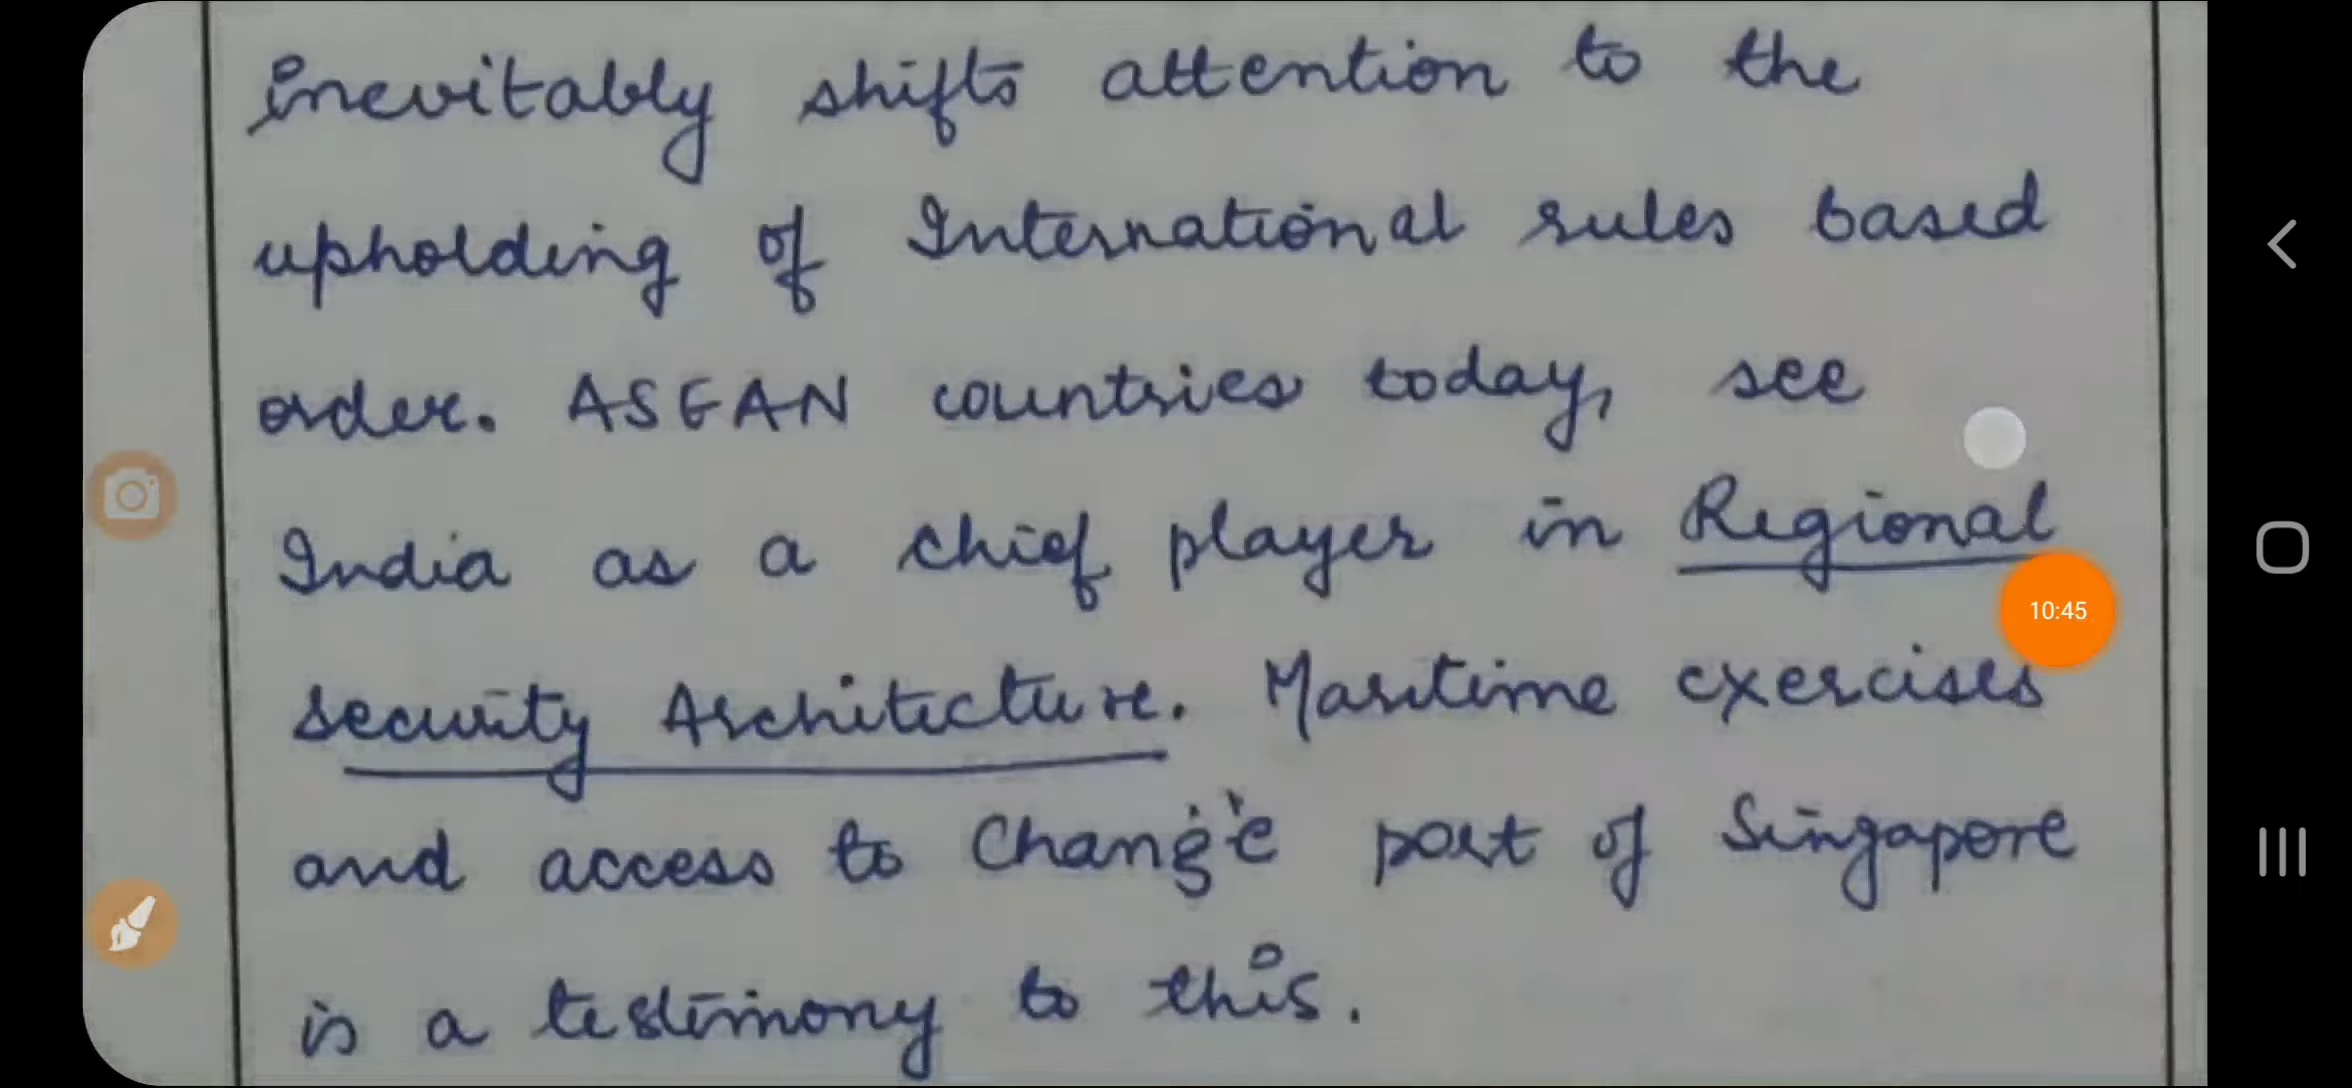 inevitably shifts attention to the
upholding of International rules based
order. ASEAN countries today, see
India as a chief player in Regional
10:45
Security Architecture. Maritime exercises
and access to Chang'e port of Singapore
is a testimony to this.